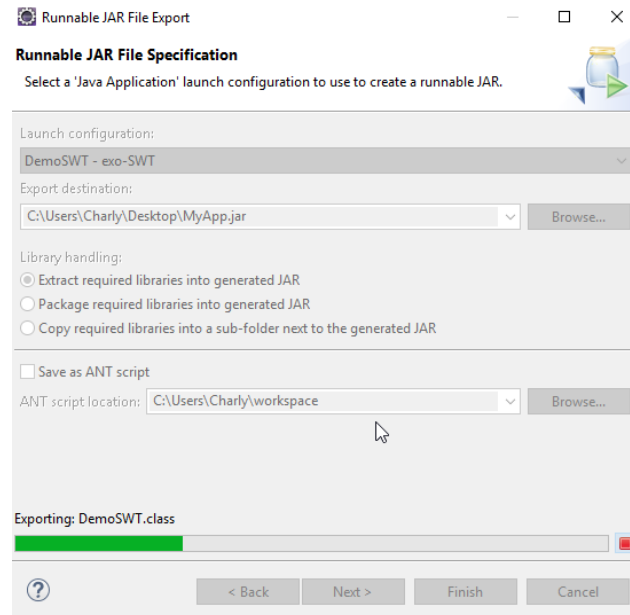 Runnable JAR File Export
Runnable JAR File Specification
Select a 'Java Application' launch configuration to use to create a runnable JAR.
Launch configuration:
DemoSWT - exo-SWT
Export destination:
C:\Users\Charly\Desktop\MyApp.jar Browse...
Library handling:
Extract required libraries into generated JAR
Package required libraries into generated JAR
Copy required libraries into a sub-folder next to the generated JAR
Save as ANT script
ANT script location: C:\Users\Charly\workspace Browse...
Exporting: DemoSWT.class
? < Back Next > Finish Cancel